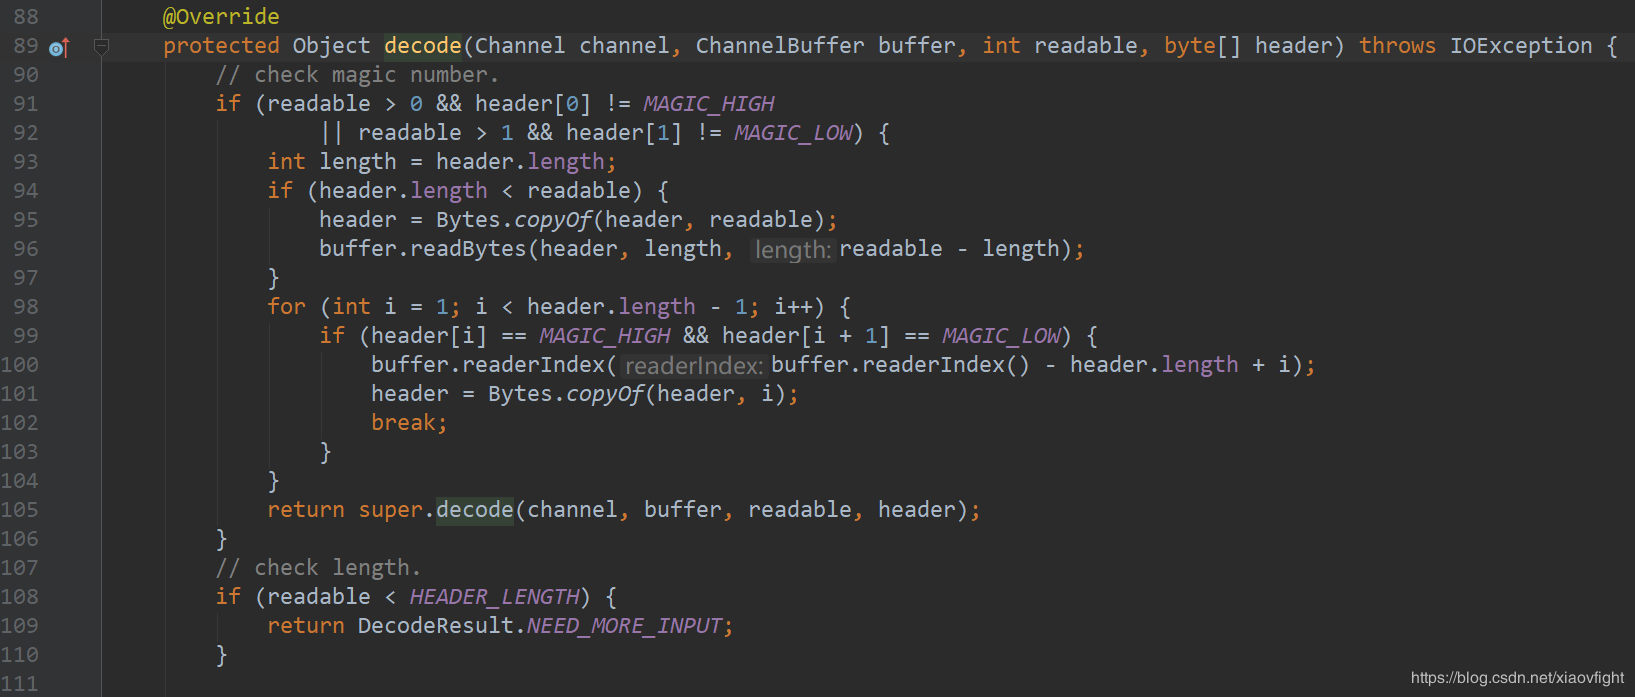 88 @Override
89 protected Object decode(Channel channel, ChannelBuffer buffer, int readable, byte[] header) throws IOException {
90 // check magic number.
91 if (readable > 0 && header[0] != MAGIC_HIGH
92 || readable > 1 && header[1] != MAGIC_LOW) {
93 int length = header.length;
94 if (header.length < readable) {
95 header = Bytes.copyOf(header, readable);
96 buffer.readBytes(header, length, length: readable - length);
97 }
98 for (int i = 1; i < header.length - 1; i++) {
99 if (header[i] == MAGIC_HIGH && header[i + 1] == MAGIC_LOW) {
100 buffer.readerIndex( readerIndex: buffer.readerIndex() - header.length + i);
101 header = Bytes.copyOf(header, i);
102 break;
103 }
104 }
105 return super.decode(channel, buffer, readable, header);
106 }
107 // check length.
108 if (readable < HEADER_LENGTH) {
109 return DecodeResult.NEED_MORE_INPUT;
110 }
111
https://blog.csdn.net/xiaovfight